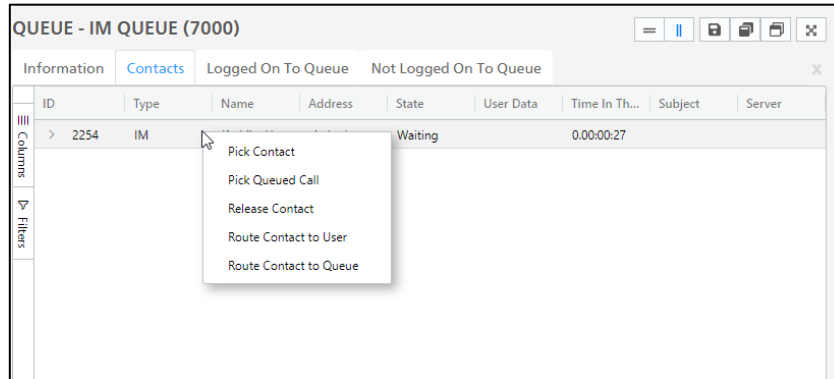 QUEUE - IM QUEUE (7000)
Information Contacts Logged On To Queue Not Logged On To Queue
ID Type Name Address State User Data Time In Th... Subject Server
2254 IM Waiting 0.00:00:27
Pick Contact
Pick Queued Call
Release Contact
Route Contact to User
Route Contact to Queue
Columns
Filters